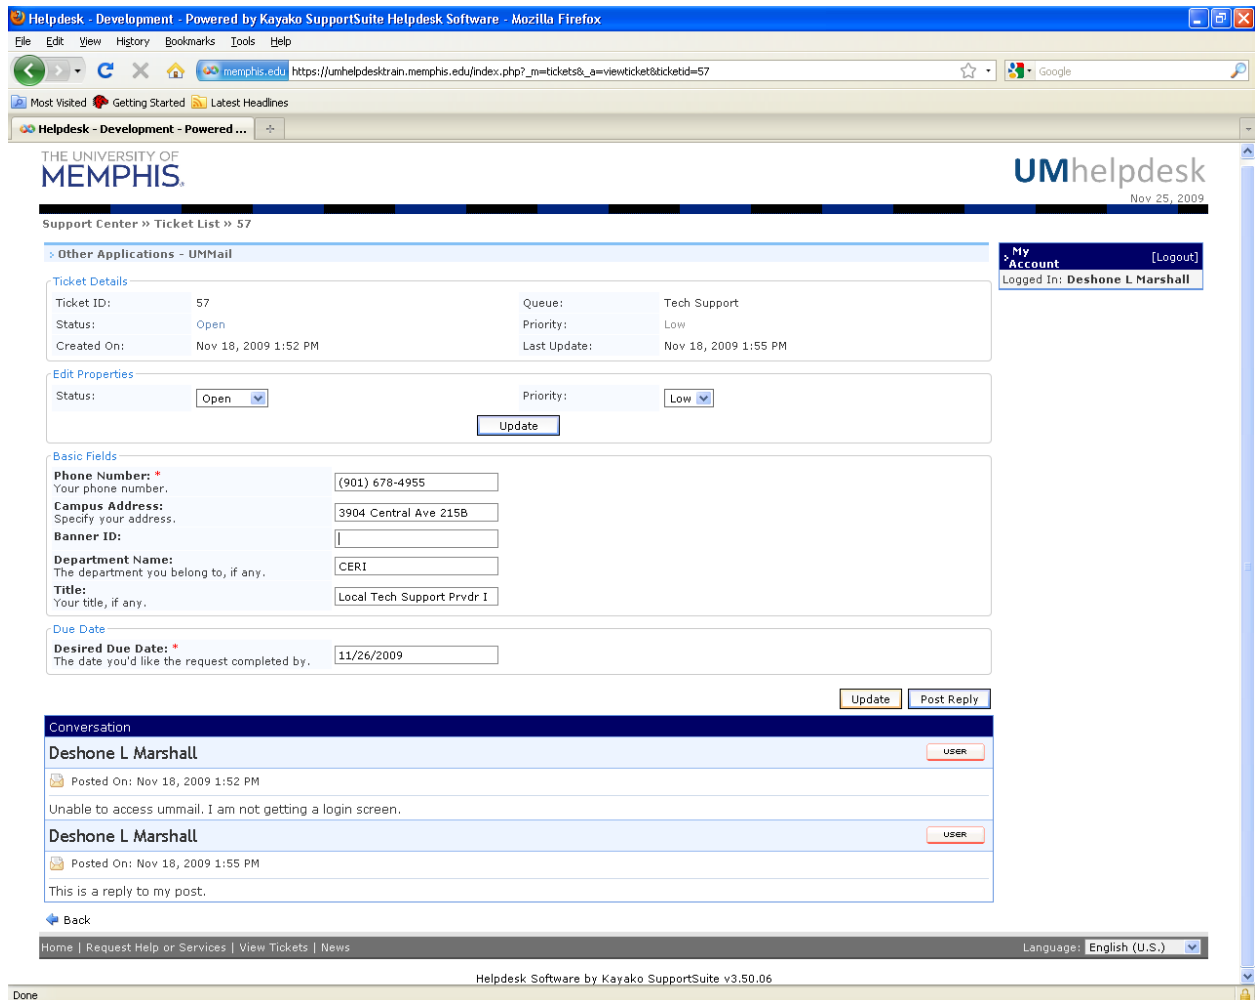 Helpdesk - Development - Powered by Kayako SupportSuite Helpdesk Software - Mozilla Firefox
File Edit View History Bookmarks Tools Help
memphis.edu https://umhelpdesktrain.memphis.edu/index.php?_m=tickets&_a=viewticket&ticketid=57 Google
Most Visited Getting Started Latest Headlines
Helpdesk - Development - Powered ...
THE UNIVERSITY OF
MEMPHIS.
UMhelpdesk
Nov 25, 2009
Support Center » Ticket List » 57
Other Applications - UMMail
My Account [Logout]
Logged In: Deshone L Marshall
Ticket Details
Ticket ID: 57 Queue: Tech Support
Status: Open Priority: Low
Created On: Nov 18, 2009 1:52 PM Last Update: Nov 18, 2009 1:55 PM
Edit Properties
Status: Open Priority: Low
Update
Basic Fields
Phone Number: * (901) 678-4955
Your phone number.
Campus Address: 3904 Central Ave 215B
Specify your address.
Banner ID:
Department Name: CERI
The department you belong to, if any.
Title: Local Tech Support Prvdr I
Your title, if any.
Due Date
Desired Due Date: * 11/26/2009
The date you'd like the request completed by.
Update Post Reply
Conversation
Deshone L Marshall USER
Posted On: Nov 18, 2009 1:52 PM
Unable to access ummail. I am not getting a login screen.
Deshone L Marshall USER
Posted On: Nov 18, 2009 1:55 PM
This is a reply to my post.
Back
Home | Request Help or Services | View Tickets | News Language: English (U.S.)
Helpdesk Software by Kayako SupportSuite v3.50.06
Done